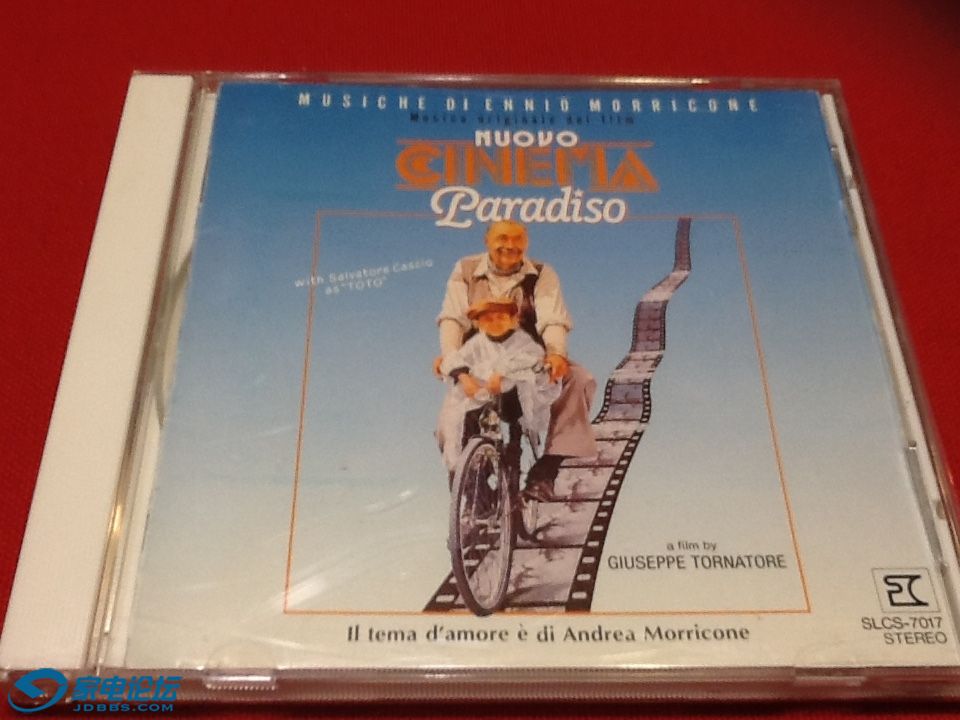 MUSICHE DI ENNIO MORRICONE
Musica originale del film
NUOVO
CINEMA
Paradiso
with Salvatore Cascio
as "TOTO"
a film by
GIUSEPPE TORNATORE
Il tema d'amore è di Andrea Morricone
SLCS-7017
STEREO
家电论坛
JDBBS.COM